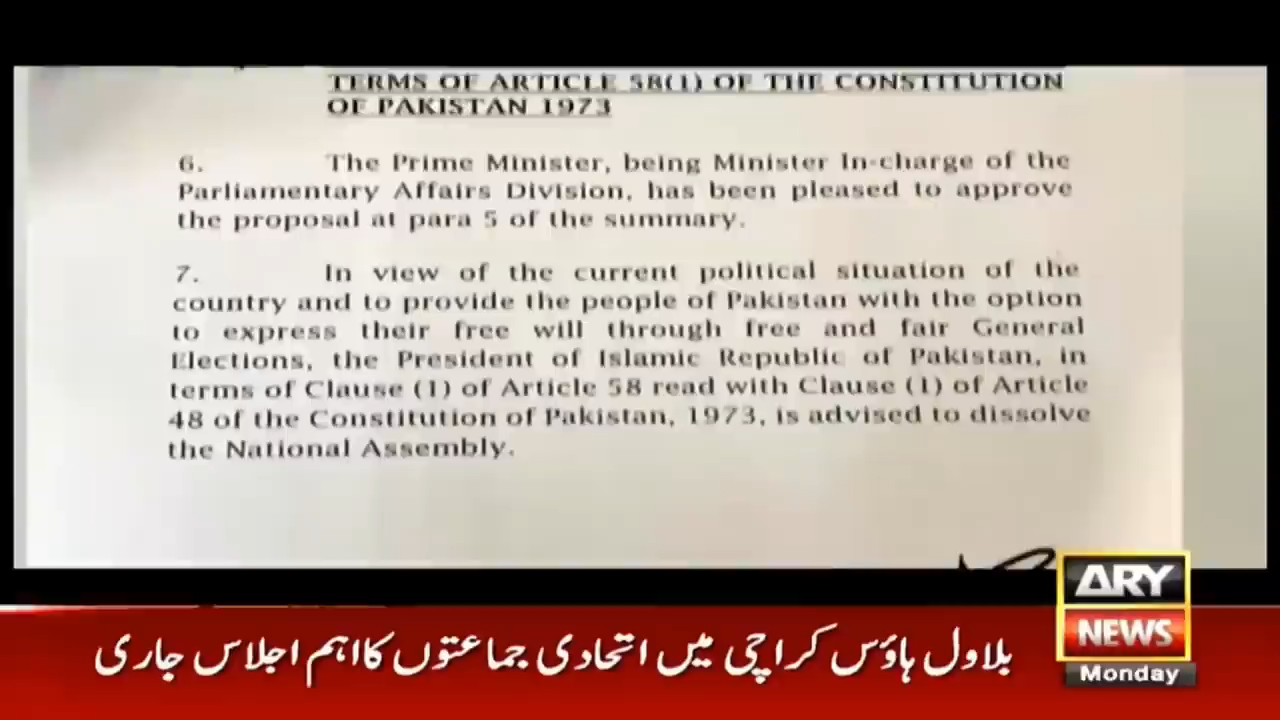 TERMS OF ARTICLE 58(1) OF THE CONSTITUTION
OF PAKISTAN 1973
6. The Prime Minister, being Minister In-charge of the
Parliamentary Affairs Division, has been pleased to approve
the proposal at para 5 of the summary.
7. In view of the current political situation of the
country and to provide the people of Pakistan with the option
to express their free will through free and fair General
Elections, the President of Islamic Republic of Pakistan, in
terms of Clause (1) of Article 58 read with Clause (1) of Article
48 of the Constitution of Pakistan, 1973, is advised to dissolve
the National Assembly.
ARY
NEWS
Monday
بلاول ہاؤس کراچی میں اتحادی جماعتوں کا اہم اجلاس جاری